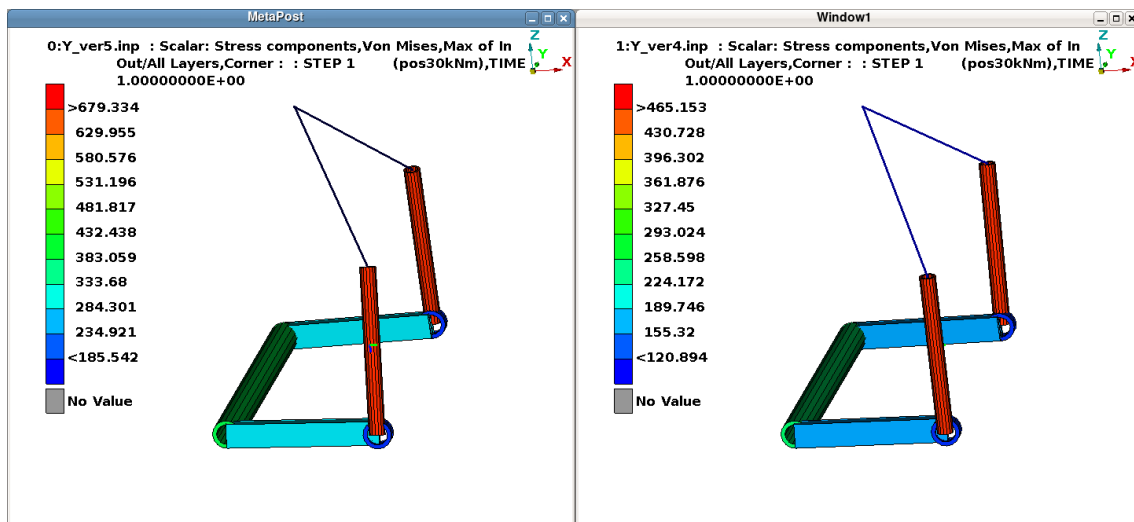 MetaPost
0:Y_ver5.inp : Scalar: Stress components,Von Mises,Max of In
Out/All Layers,Corner : : STEP 1 (pos30kNm),TIME
1.00000000E+00
Z
Y
X
>679.334
629.955
580.576
531.196
481.817
432.438
383.059
333.68
284.301
234.921
<185.542
No Value
Window1
1:Y_ver4.inp : Scalar: Stress components,Von Mises,Max of In
Out/All Layers,Corner : : STEP 1 (pos30kNm),TIME
1.00000000E+00
Z
Y
X
>465.153
430.728
396.302
361.876
327.45
293.024
258.598
224.172
189.746
155.32
<120.894
No Value